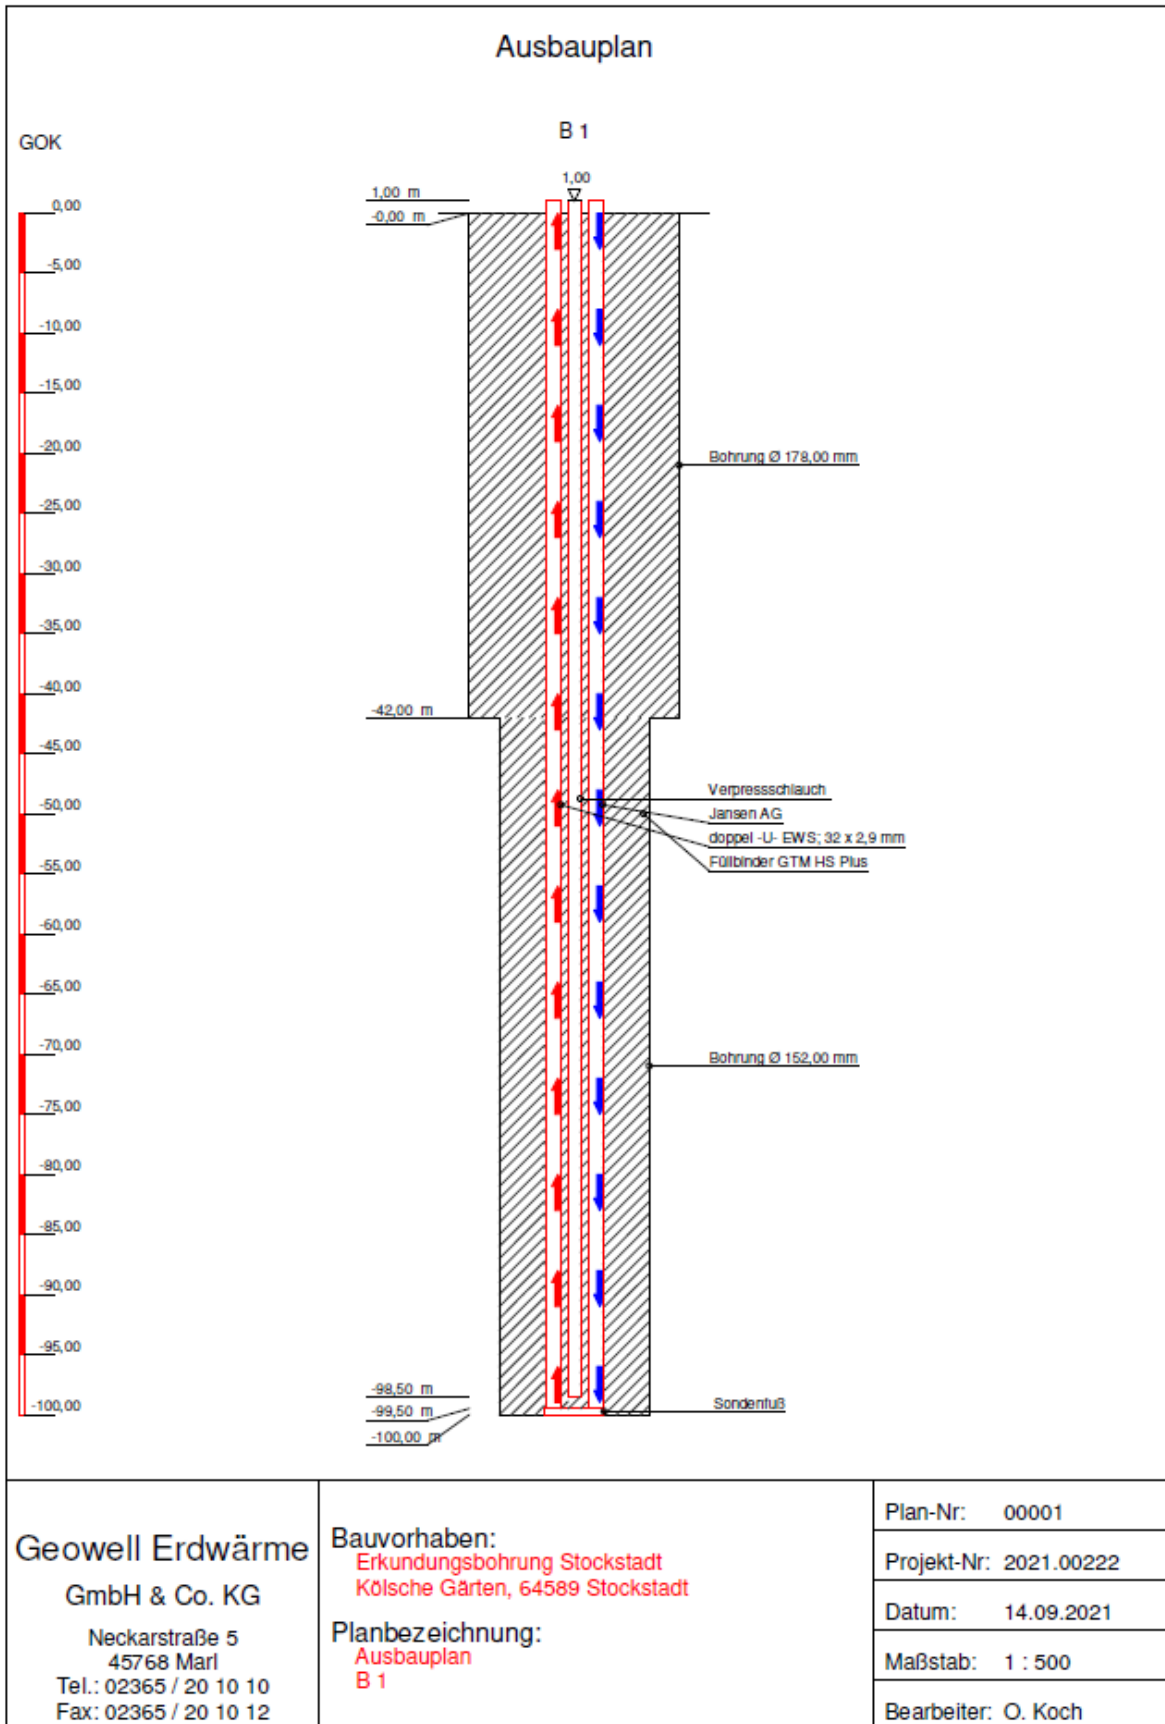 Ausbauplan
B 1
GOK
1,00
1,00 m
-0,00 m
0,00
-5,00
-10,00
-15,00
-20,00
-25,00
-30,00
-35,00
-40,00
-45,00
-50,00
-55,00
-60,00
-65,00
-70,00
-75,00
-80,00
-85,00
-90,00
-95,00
-100,00
Bohrung Ø 178,00 mm
-42,00 m
Verpressschlauch
Jansen AG
doppel -U- EWS; 32 x 2,9 mm
Füllbinder GTM HS Plus
Bohrung Ø 152,00 mm
-98,50 m
-99,50 m
-100,00 m
Sondenfuß
Geowell Erdwärme
GmbH & Co. KG
Neckarstraße 5
45768 Marl
Tel.: 02365 / 20 10 10
Fax: 02365 / 20 10 12
Bauvorhaben:
Erkundungsbohrung Stockstadt
Kölsche Gärten, 64589 Stockstadt
Planbezeichnung:
Ausbauplan
B 1
Plan-Nr: 00001
Projekt-Nr: 2021.00222
Datum: 14.09.2021
Maßstab: 1 : 500
Bearbeiter: O. Koch